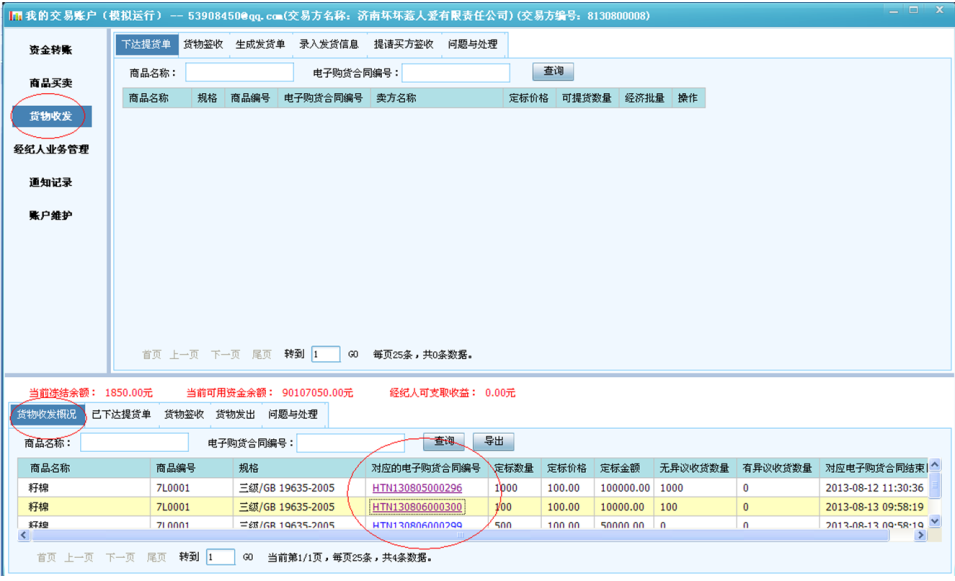 我的交易账户(模拟运行) -- 53908450@qq.com(交易方名称:济南坏坏惹人爱有限责任公司)(交易方编号:8130800008)
资金转账
商品买卖
货物收发
经纪人业务管理
通知记录
账户维护
下达提货单 货物签收 生成发货单 录入发货信息 提请买方签收 问题与处理
商品名称: 电子购货合同编号: 查询
商品名称 规格 商品编号 电子购货合同编号 卖方名称 定标价格 可提货数量 经济批量 操作
首页 上一页 下一页 尾页 转到 1 GO 每页25条,共0条数据。
当前冻结余额: 1850.00元 当前可用资金余额: 90107050.00元 经纪人可支取收益: 0.00元
货物收发概况 已下达提货单 货物签收 货物发出 问题与处理
商品名称: 电子购货合同编号: 查询 导出
商品名称 商品编号 规格 对应的电子购货合同编号 定标数量 定标价格 定标金额 无异议收货数量 有异议收货数量 对应电子购货合同结束
籽棉 7L0001 三级/GB 19635-2005 HTN130805000296 1000 100.00 100000.00 1000 0 2013-08-12 11:30:36
籽棉 7L0001 三级/GB 19635-2005 HTN130806000300 100 100.00 10000.00 100 0 2013-08-13 09:58:19
籽棉 7L0001 三级/GB 19635-2005 HTN130806000299 500 100.00 50000.00 0 0 2013-08-13 09:58:19
首页 上一页 下一页 尾页 转到 1 GO 当前第1/1页,每页25条,共4条数据。